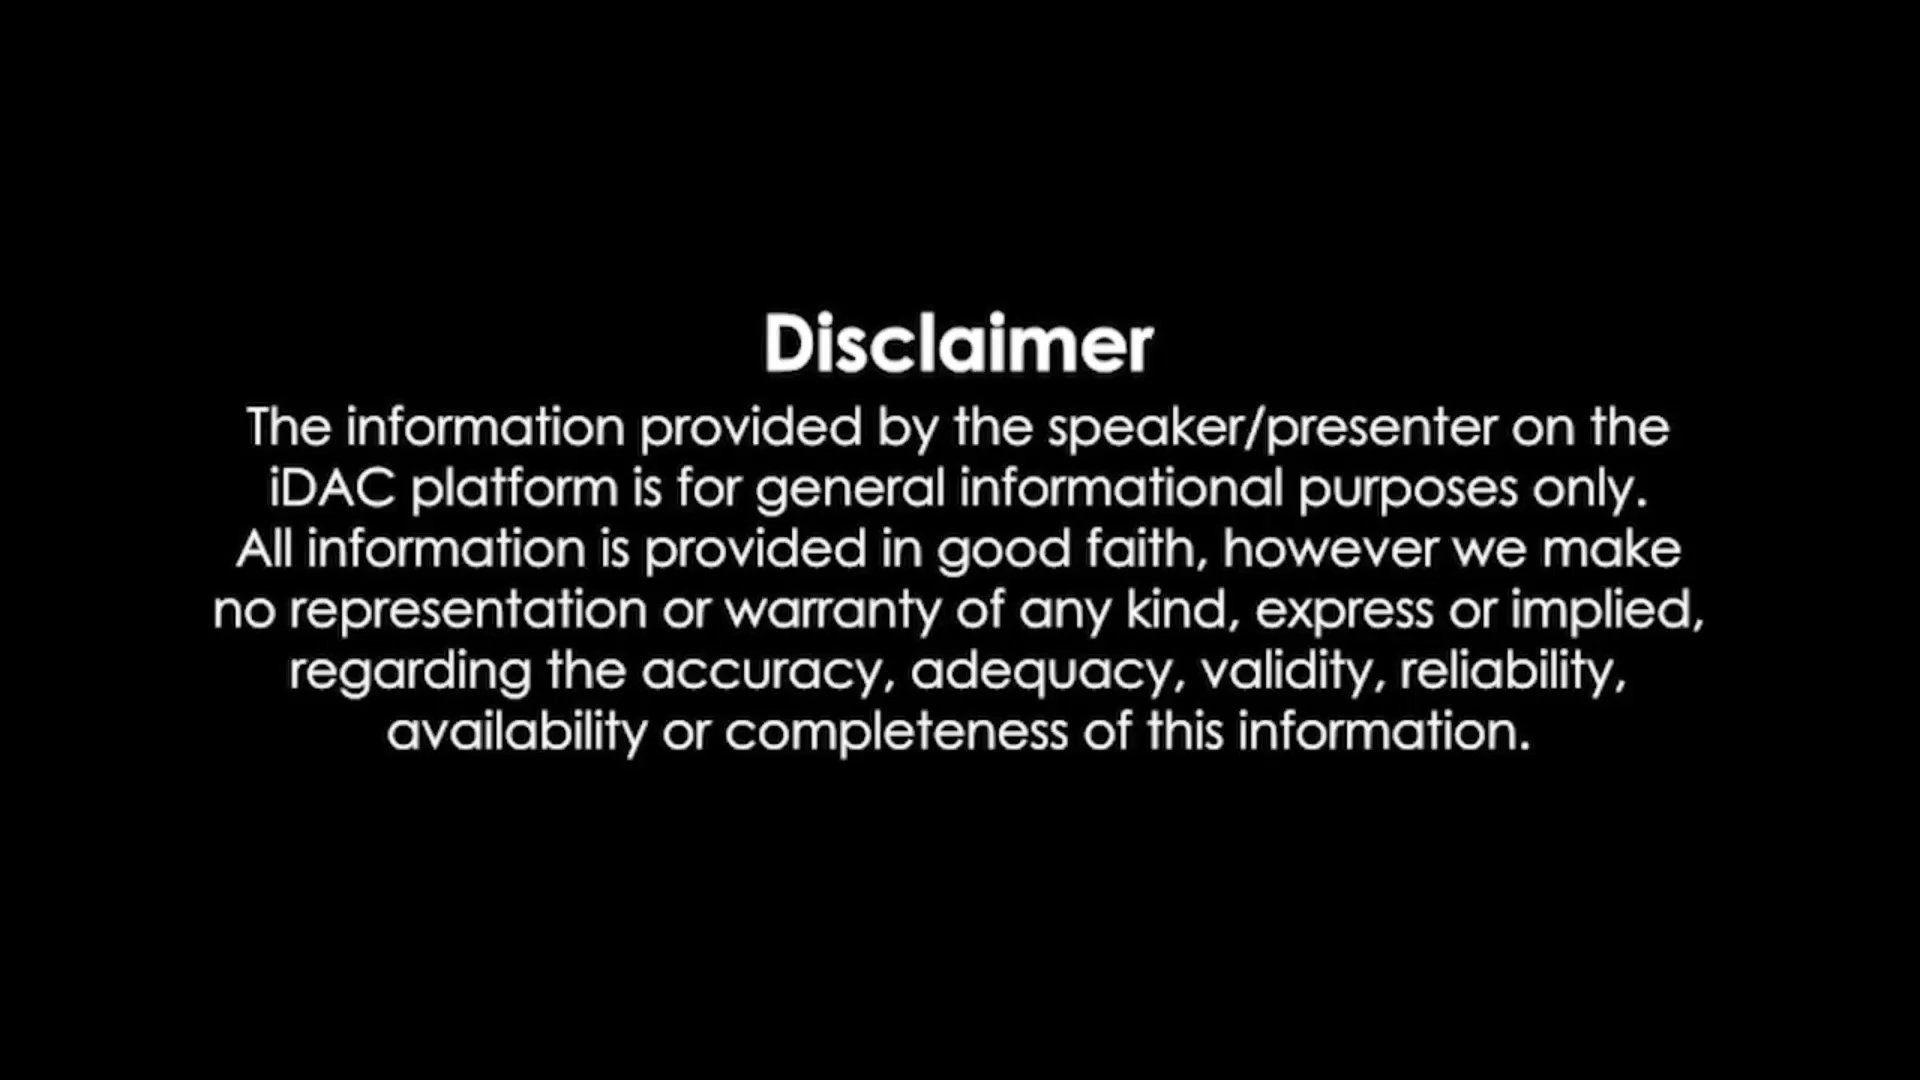 Disclaimer
The information provided by the speaker/presenter on the
iDAC platform is for general informational purposes only.
All information is provided in good faith, however we make
no representation or warranty of any kind, express or implied,
regarding the accuracy, adequacy, validity, reliability,
availability or completeness of this information.